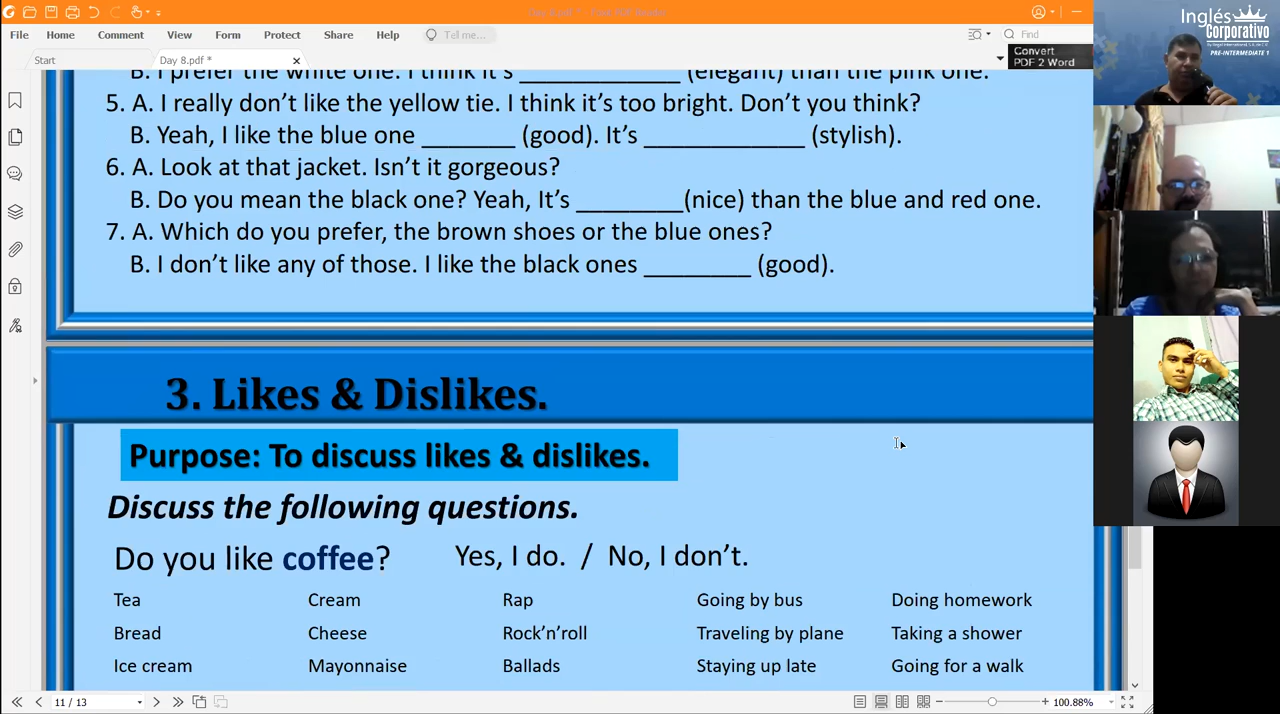 File Home Comment View Form Protect Share Help Tell me... Find
Start Day 8.pdf *
Convert
PDF 2 Word
Inglés
Corporativo
PRE-INTERMEDIATE 1
B. I prefer the white one. I think it's ____________ (elegant) than the pink one.
5. A. I really don't like the yellow tie. I think it's too bright. Don't you think?
B. Yeah, I like the blue one _______ (good). It's ____________ (stylish).
6. A. Look at that jacket. Isn't it gorgeous?
B. Do you mean the black one? Yeah, It's ________(nice) than the blue and red one.
7. A. Which do you prefer, the brown shoes or the blue ones?
B. I don't like any of those. I like the black ones ________ (good).
3. Likes & Dislikes.
Purpose: To discuss likes & dislikes.
Discuss the following questions.
Do you like coffee? Yes, I do. / No, I don't.
Tea Cream Rap Going by bus Doing homework
Bread Cheese Rock'n'roll Traveling by plane Taking a shower
Ice cream Mayonnaise Ballads Staying up late Going for a walk
11 / 13 100.88%